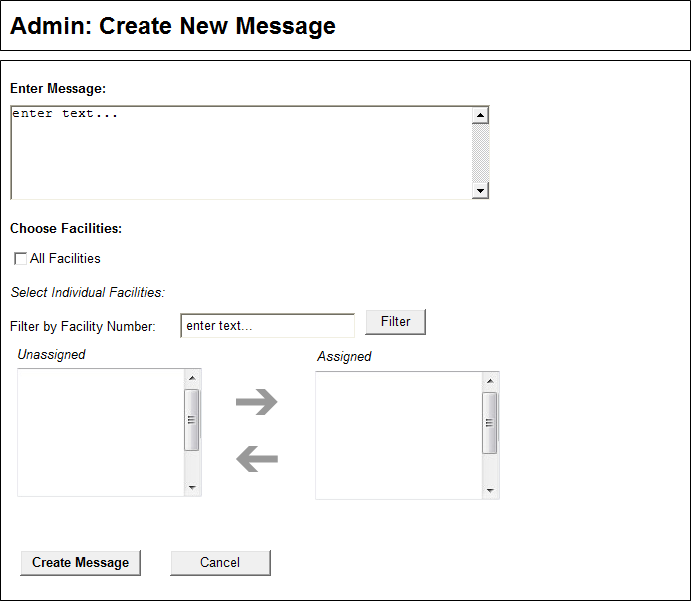 Admin: Create New Message
Enter Message:
enter text...
Choose Facilities:
All Facilities
Select Individual Facilities:
Filter by Facility Number: enter text... Filter
Unassigned Assigned
Create Message Cancel